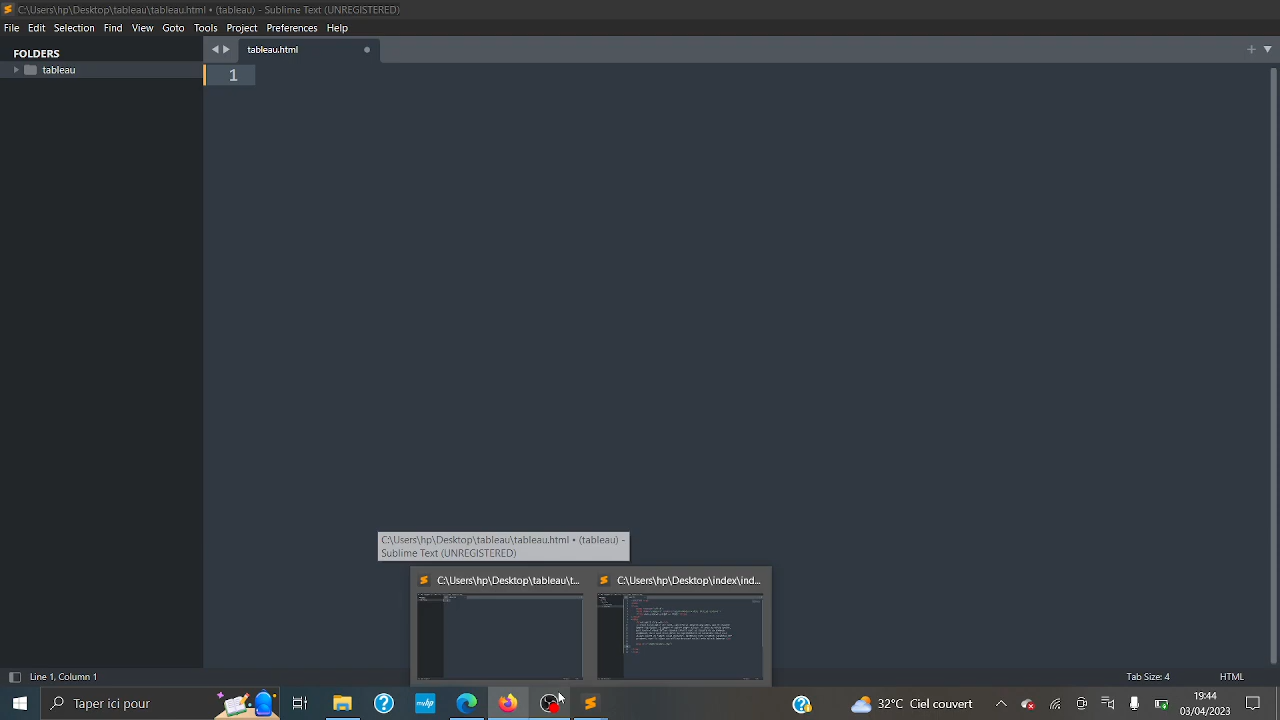 C:\Users\hp\Desktop\tableau\tableau.html • (tableau) - Sublime Text (UNREGISTERED)
File Edit Selection Find View Goto Tools Project Preferences Help
FOLDERS
tableau
tableau.html
1
C:\Users\hp\Desktop\tableau\tableau.html • (tableau) -
Sublime Text (UNREGISTERED)
C:\Users\hp\Desktop\tableau\t...
C:\Users\hp\Desktop\index\ind...
Line 1, Column 1
Tab Size: 4
HTML
Taper ici pour
myhp
32°C Ciel couvert
19:44
03/04/2023